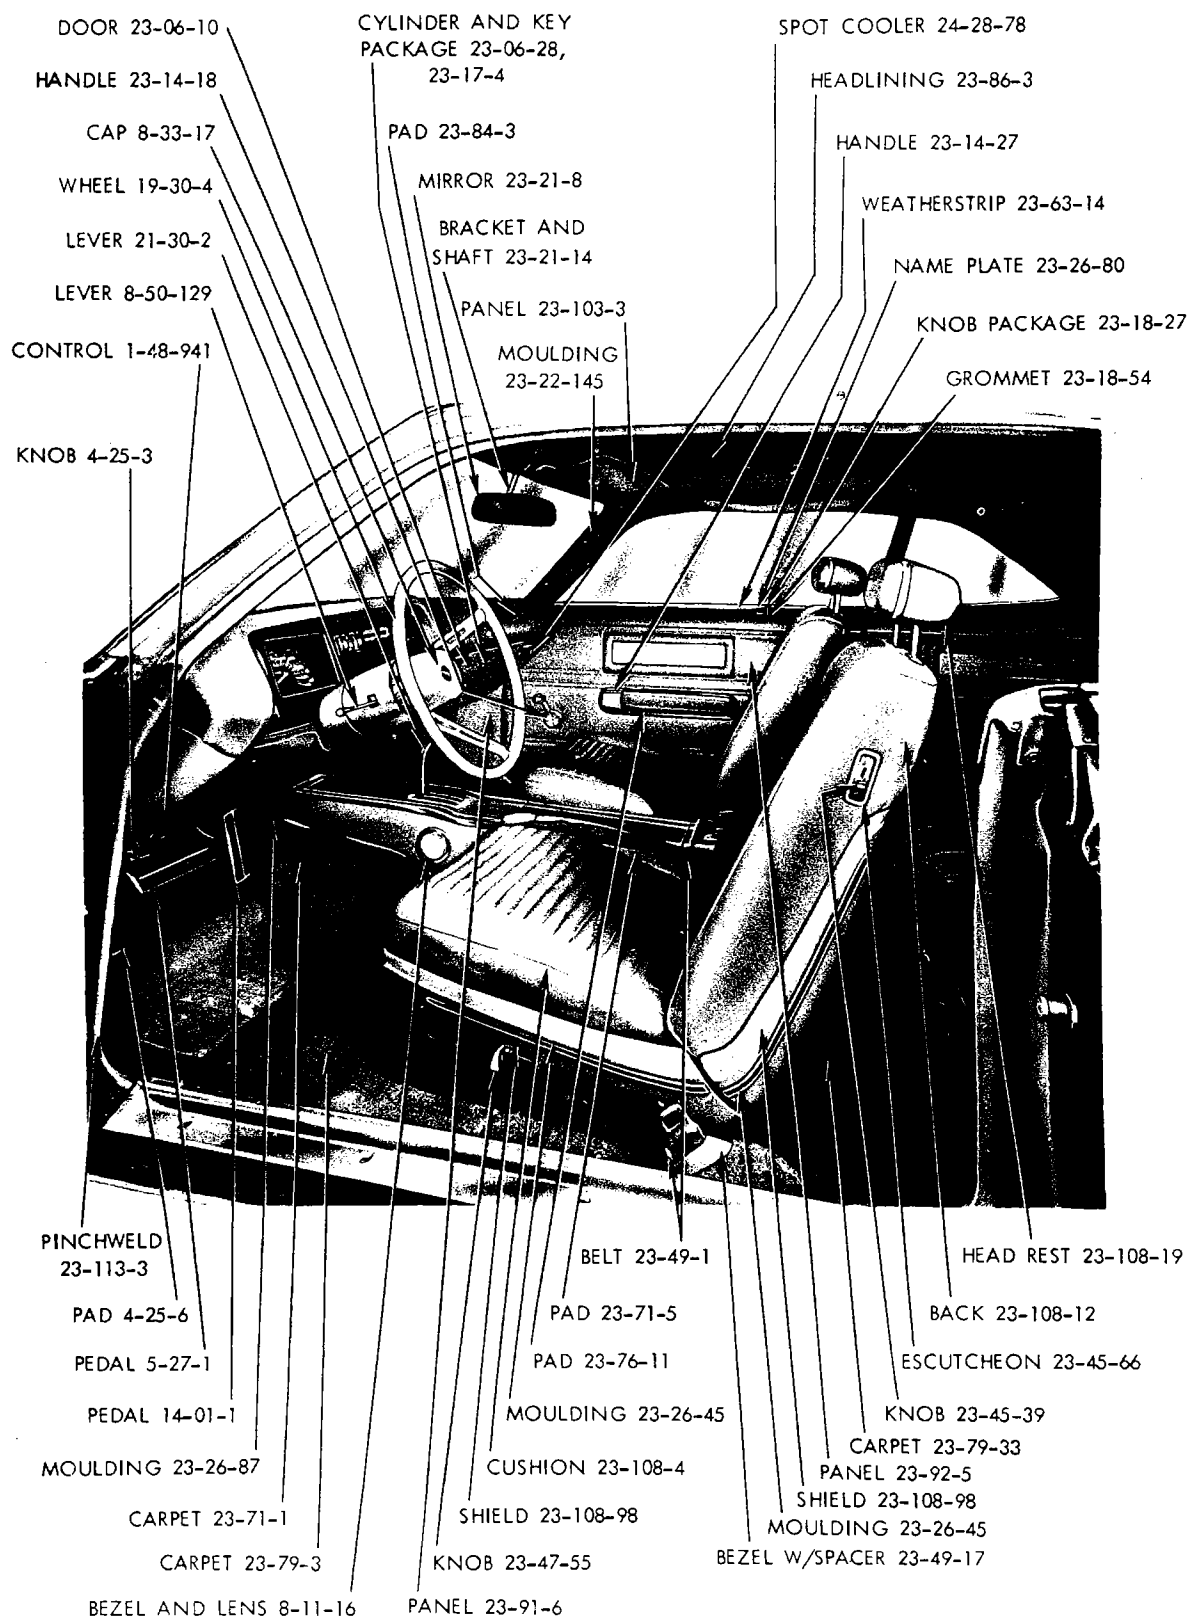 DOOR 23-06-10
HANDLE 23-14-18
CAP 8-33-17
WHEEL 19-30-4
LEVER 21-30-2
LEVER 8-50-129
CONTROL 1-48-941
KNOB 4-25-3
CYLINDER AND KEY
PACKAGE 23-06-28,
23-17-4
PAD 23-84-3
MIRROR 23-21-8
BRACKET AND
SHAFT 23-21-14
PANEL 23-103-3
MOULDING
23-22-145
SPOT COOLER 24-28-78
HEADLINING 23-86-3
HANDLE 23-14-27
WEATHERSTRIP 23-63-14
NAME PLATE 23-26-80
KNOB PACKAGE 23-18-27
GROMMET 23-18-54
PINCHWELD
23-113-3
PAD 4-25-6
PEDAL 5-27-1
PEDAL 14-01-1
MOULDING 23-26-87
CARPET 23-71-1
CARPET 23-79-3
BEZEL AND LENS 8-11-16
BELT 23-49-1
PAD 23-71-5
PAD 23-76-11
MOULDING 23-26-45
CUSHION 23-108-4
SHIELD 23-108-98
KNOB 23-47-55
PANEL 23-91-6
HEAD REST 23-108-19
BACK 23-108-12
ESCUTCHEON 23-45-66
KNOB 23-45-39
CARPET 23-79-33
PANEL 23-92-5
SHIELD 23-108-98
MOULDING 23-26-45
BEZEL W/SPACER 23-49-17